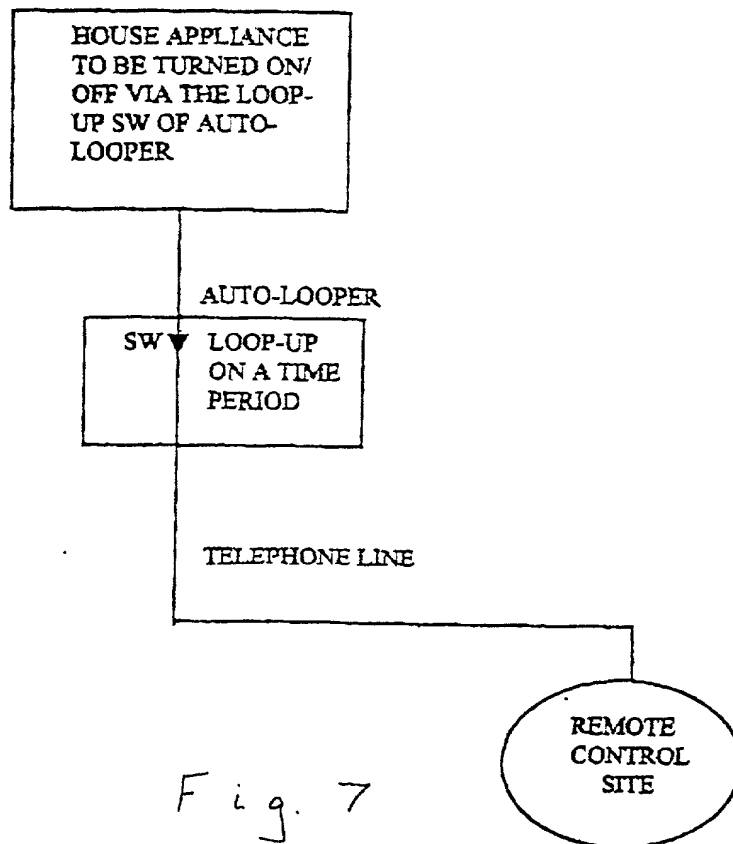 HOUSE APPLIANCE
TO BE TURNED ON/
OFF VIA THE LOOP-
UP SW OF AUTO-
LOOPER
AUTO-LOOPER
SW LOOP-UP
ON A TIME
PERIOD
TELEPHONE LINE
REMOTE
CONTROL
SITE
Fig. 7